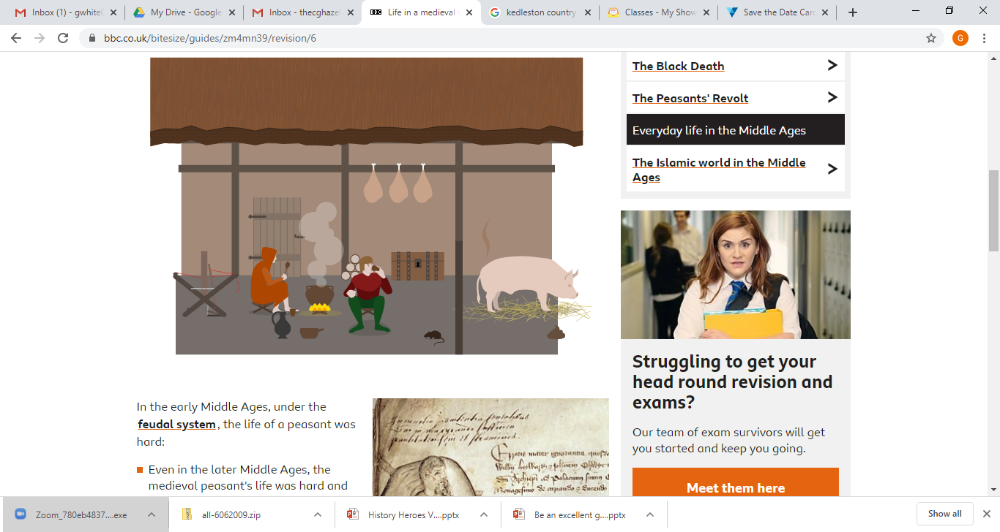 Inbox (1) - gwhite
My Drive - Google
Inbox - thecghaze
BBC
Life in a medieval
kedleston country
Classes - My Show
Save the Date Card
bbc.co.uk/bitesize/guides/zm4mn39/revision/6
G
The Black Death
The Peasants' Revolt
Everyday life in the Middle Ages
The Islamic world in the Middle
Ages
Struggling to get your
head round revision and
exams?
Our team of exam survivors will get
you started and keep you going.
Meet them here
In the early Middle Ages, under the
feudal system, the life of a peasant was
hard:
Even in the later Middle Ages, the
medieval peasant's life was hard and
Zoom_780eb4837....exe
all-6062009.zip
History Heroes V....pptx
Be an excellent g....pptx
Show all